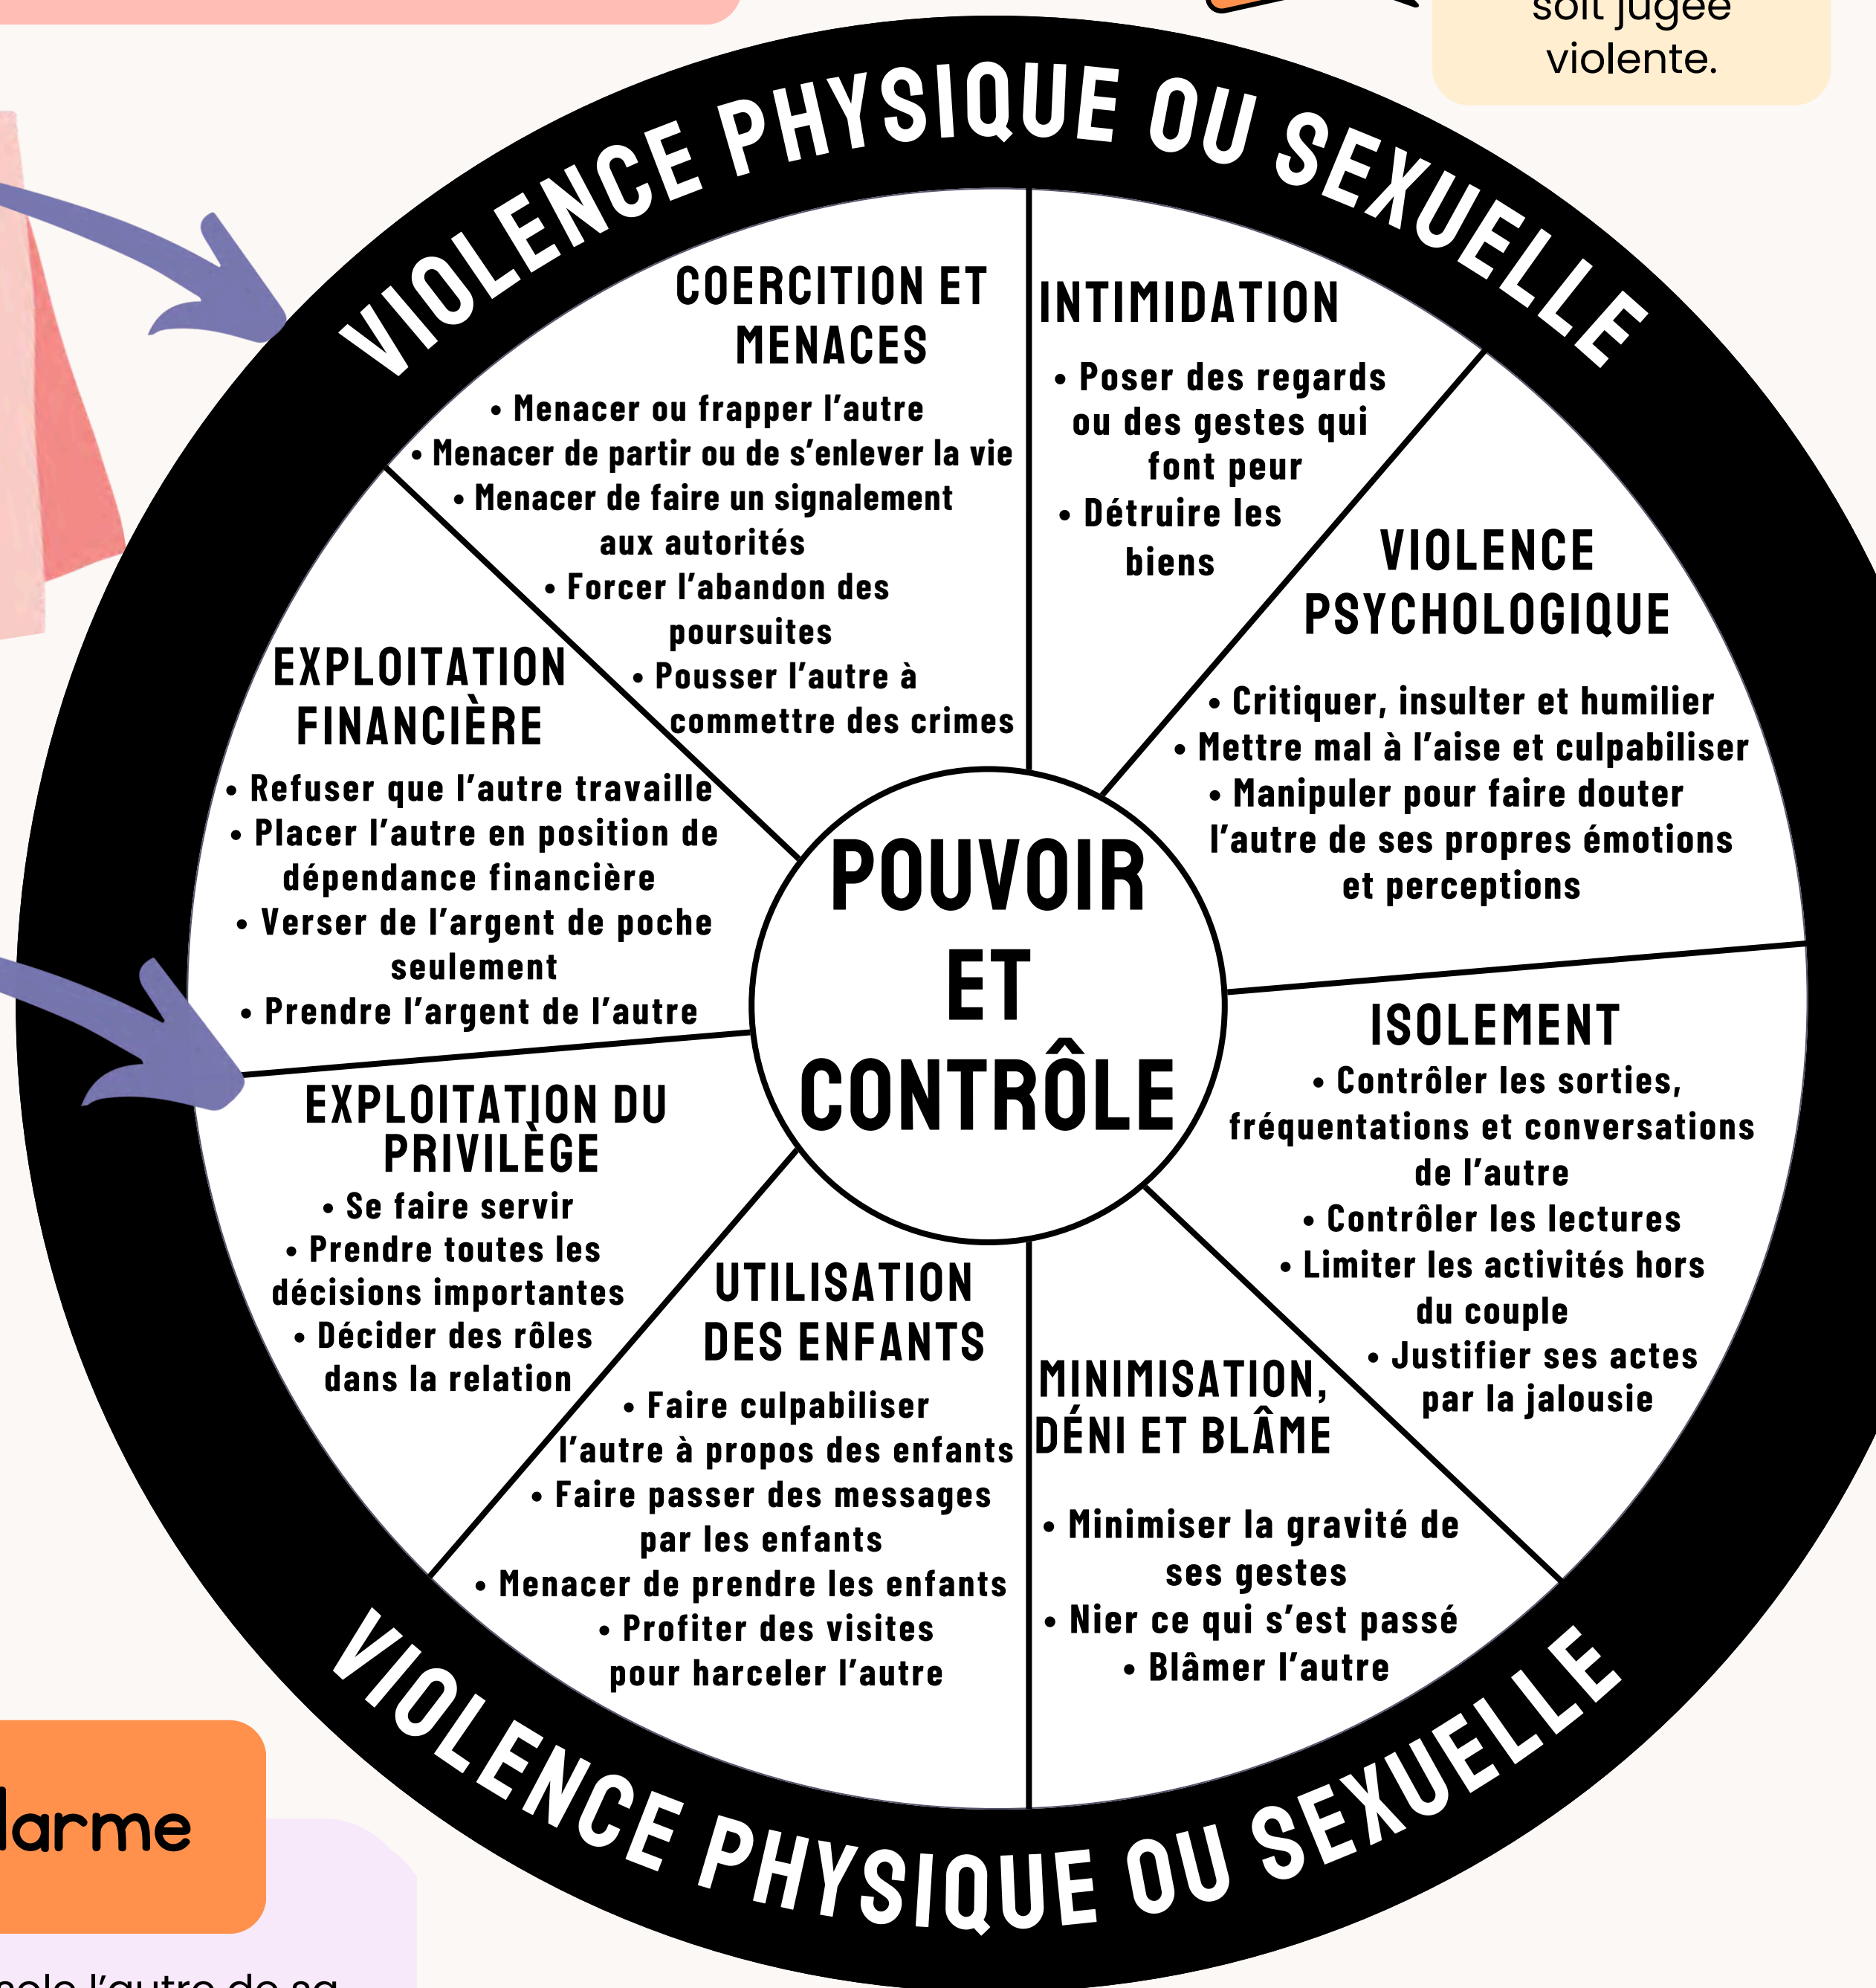 soit jugée
violente.
VIOLENCE PHYSIQUE OU SEXUELLE
COERCITION ET
MENACES
• Menacer ou frapper l’autre
• Menacer de partir ou de s’enlever la vie
• Menacer de faire un signalement
aux autorités
• Forcer l’abandon des
poursuites
• Pousser l’autre à
commettre des crimes
INTIMIDATION
• Poser des regards
ou des gestes qui
font peur
• Détruire les
biens
VIOLENCE
PSYCHOLOGIQUE
• Critiquer, insulter et humilier
• Mettre mal à l’aise et culpabiliser
• Manipuler pour faire douter
l’autre de ses propres émotions
et perceptions
EXPLOITATION
FINANCIÈRE
• Refuser que l’autre travaille
• Placer l’autre en position de
dépendance financière
• Verser de l’argent de poche
seulement
• Prendre l’argent de l’autre
POUVOIR
ET
CONTRÔLE
ISOLEMENT
• Contrôler les sorties,
fréquentations et conversations
de l’autre
• Contrôler les lectures
• Limiter les activités hors
du couple
• Justifier ses actes
par la jalousie
EXPLOITATION DU
PRIVILÈGE
• Se faire servir
• Prendre toutes les
décisions importantes
• Décider des rôles
dans la relation
UTILISATION
DES ENFANTS
• Faire culpabiliser
l’autre à propos des enfants
• Faire passer des messages
par les enfants
• Menacer de prendre les enfants
• Profiter des visites
pour harceler l’autre
MINIMISATION,
DÉNI ET BLÂME
• Minimiser la gravité de
ses gestes
• Nier ce qui s’est passé
• Blâmer l’autre
VIOLENCE PHYSIQUE OU SEXUELLE
larme
l’autre de sa